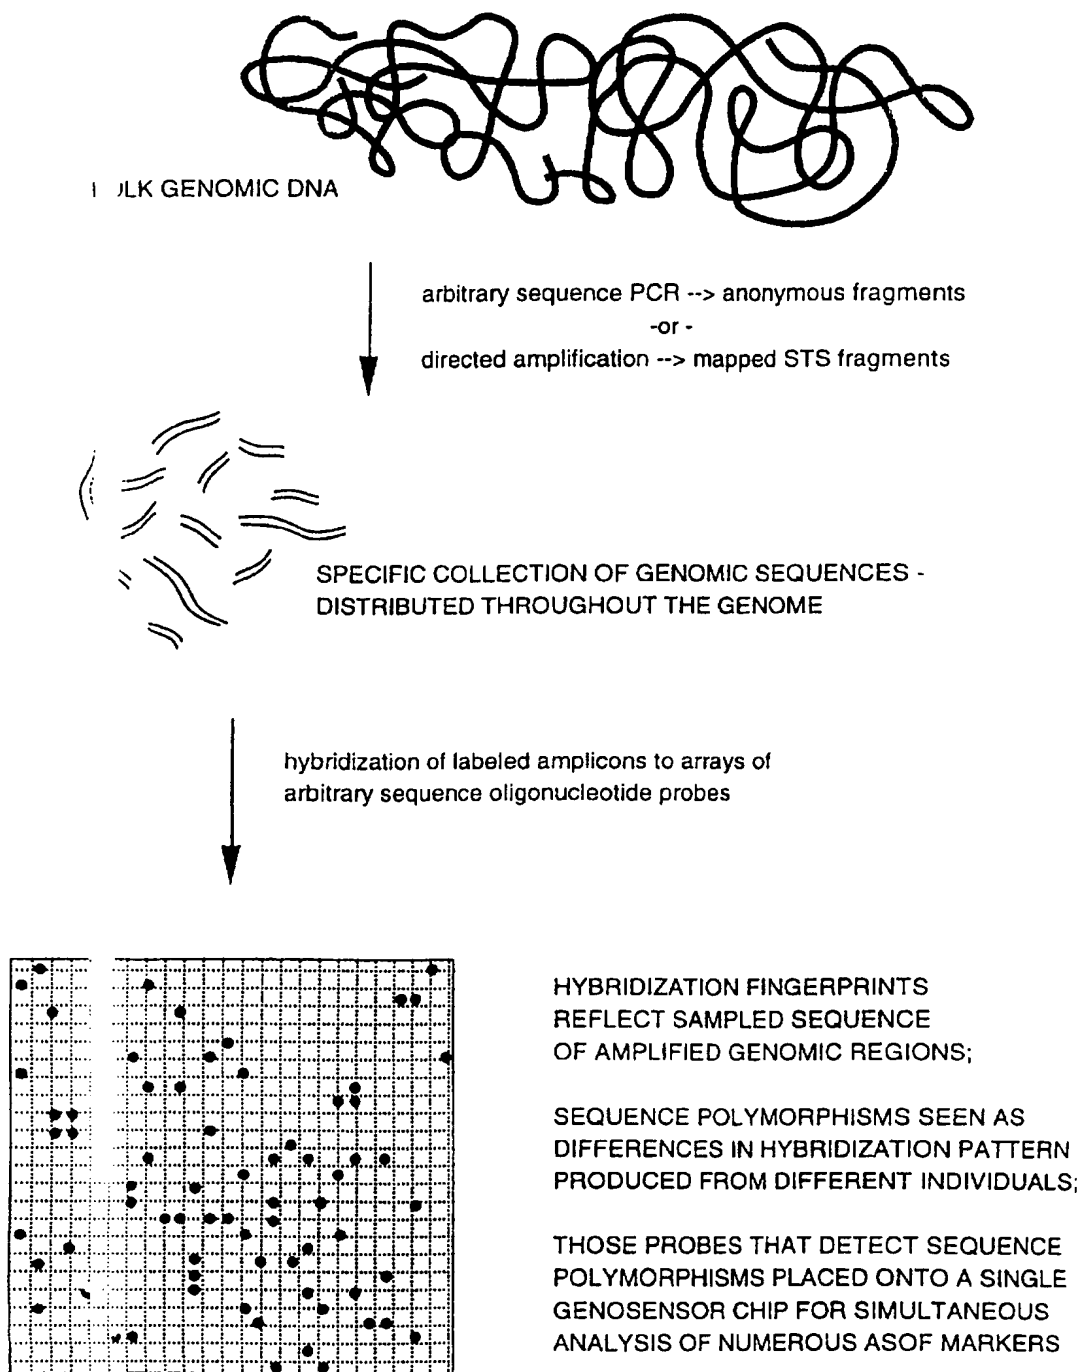 GENOMIC DNA
arbitrary sequence PCR --> anonymous fragments
-or -
directed amplification --> mapped STS fragments
SPECIFIC COLLECTION OF GENOMIC SEQUENCES -
DISTRIBUTED THROUGHOUT THE GENOME
hybridization of labeled amplicons to arrays of
arbitrary sequence oligonucleotide probes
HYBRIDIZATION FINGERPRINTS
REFLECT SAMPLED SEQUENCE
OF AMPLIFIED GENOMIC REGIONS;
SEQUENCE POLYMORPHISMS SEEN AS
DIFFERENCES IN HYBRIDIZATION PATTERN
PRODUCED FROM DIFFERENT INDIVIDUALS;
THOSE PROBES THAT DETECT SEQUENCE
POLYMORPHISMS PLACED ONTO A SINGLE
GENOSENSOR CHIP FOR SIMULTANEOUS
ANALYSIS OF NUMEROUS ASOF MARKERS